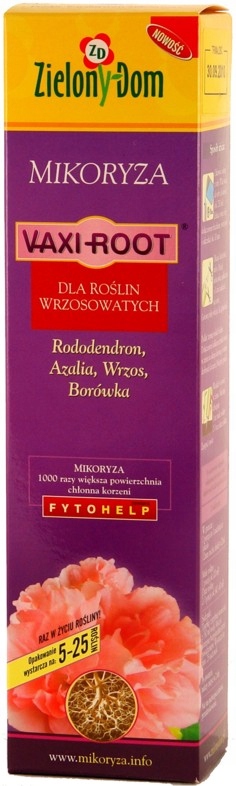 ZD
Zielony Dom
NOWOŚĆ
MIKORYZA
VAXI-ROOT®
DLA ROŚLIN
WRZOSOWATYCH
Rododendron,
Azalia, Wrzos,
Borówka
MIKORYZA
1000 razy większa powierzchnia
chłonna korzeni
FYTOHELP
RAZ W ŻYCIU ROŚLINY!
Opakowanie
wystarcza na: 5-25 ROŚLIN
www.mikoryza.info